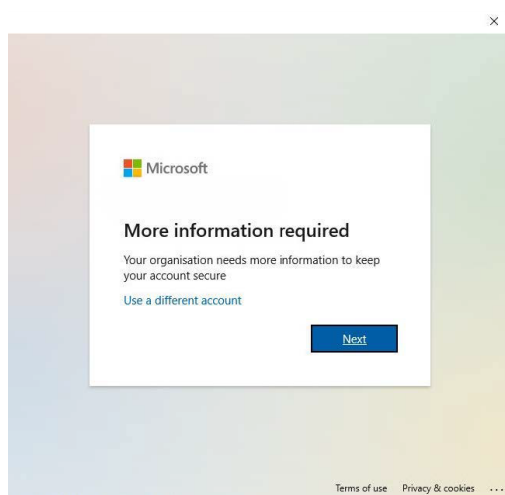 Microsoft
More information required
Your organisation needs more information to keep
your account secure
Use a different account
Next
Terms of use Privacy & cookies ...